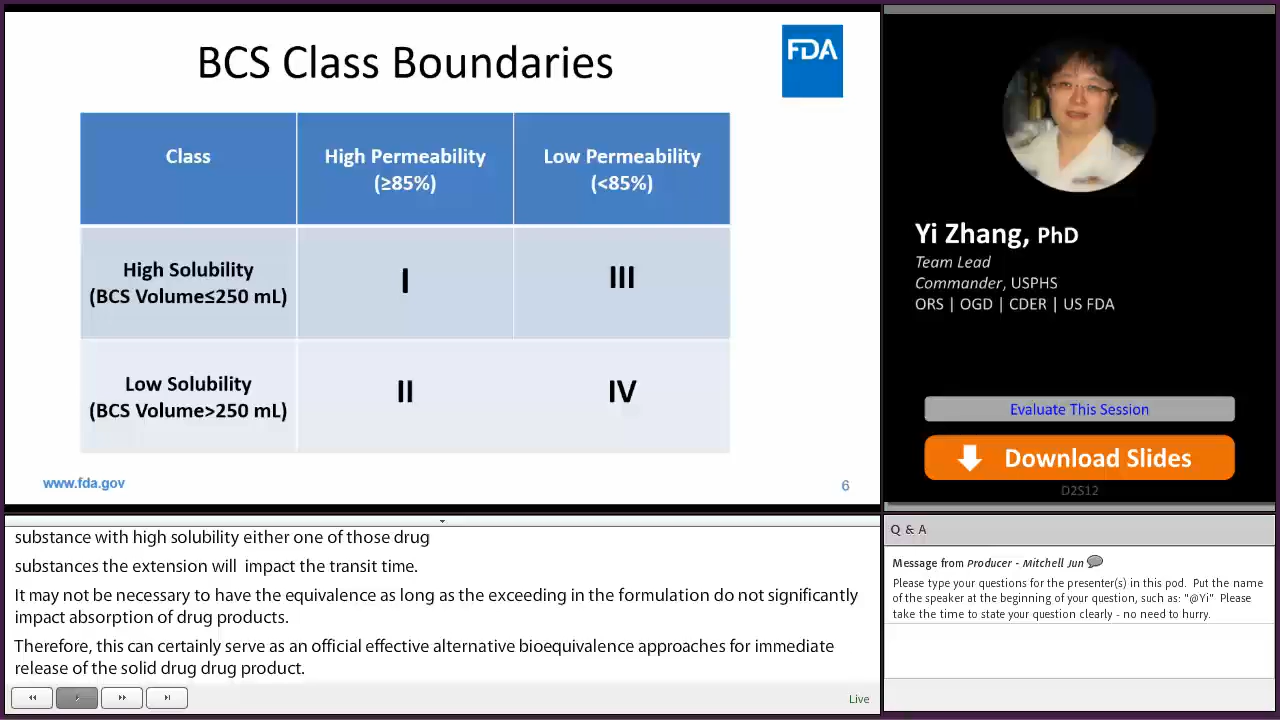 BCS Class Boundaries
FDA
Class
High Permeability
(≥85%)
Low Permeability
(<85%)
High Solubility
(BCS Volume≤250 mL)
I
III
Low Solubility
(BCS Volume>250 mL)
II
IV
www.fda.gov
6
Yi Zhang, PhD
Team Lead
Commander, USPHS
ORS | OGD | CDER | US FDA
Evaluate This Session
Download Slides
D2S12
substance with high solubility either one of those drug
substances the extension will  impact the transit time.
It may not be necessary to have the equivalence as long as the exceeding in the formulation do not significantly
impact absorption of drug products.
Therefore, this can certainly serve as an official effective alternative bioequivalence approaches for immediate
release of the solid drug drug product.
Live
Q & A
Message from Producer - Mitchell Jun
Please type your questions for the presenter(s) in this pod.  Put the name
of the speaker at the beginning of your question, such as: "@Yi"  Please
take the time to state your question clearly - no need to hurry.